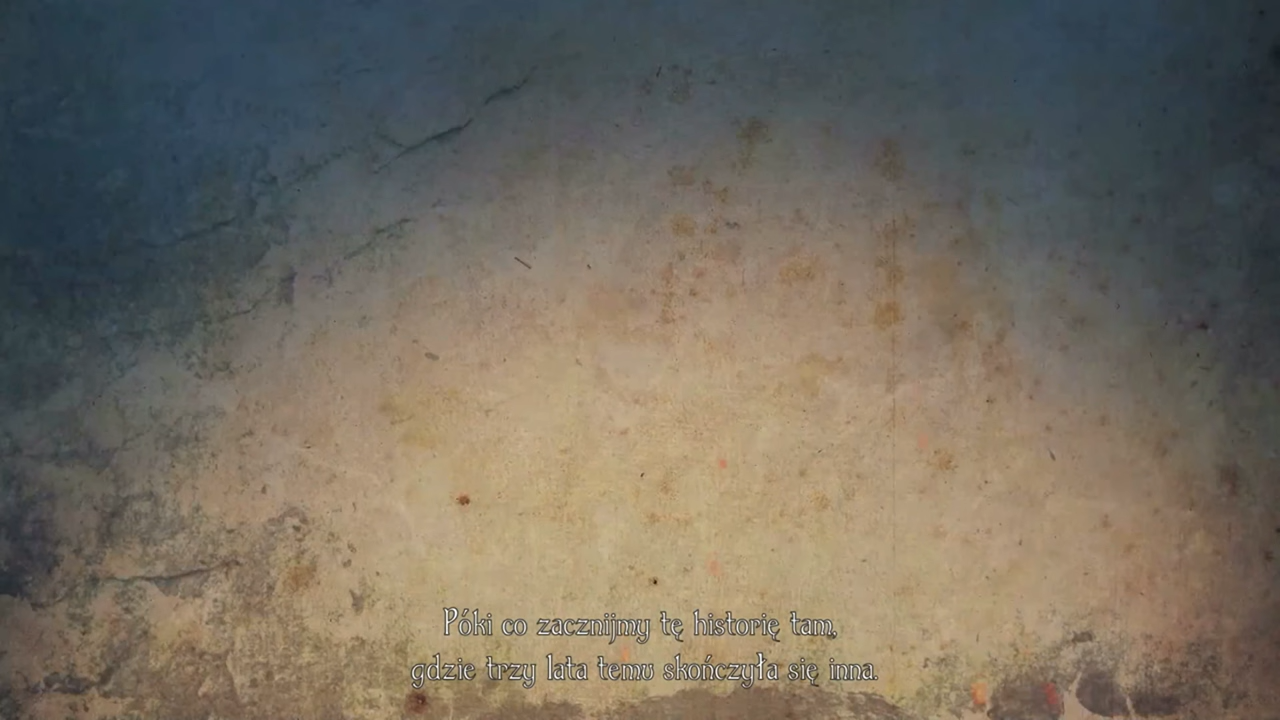 Póki co zacznijmy tę historię tam,
gdzie trzy lata temu skończyła się inna.